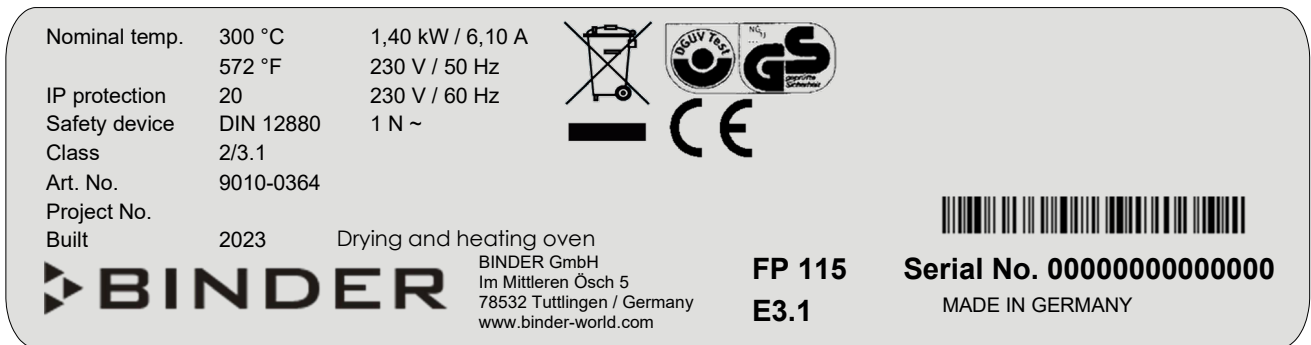 Nominal temp. 300 °C 1,40 kW / 6,10 A
572 °F 230 V / 50 Hz
IP protection 20 230 V / 60 Hz
Safety device DIN 12880 1 N ~
Class 2/3.1
Art. No. 9010-0364
Project No.
Built 2023 Drying and heating oven
DGUV Test
GS
geprüfte
Sicherheit
CE
BINDER
BINDER GmbH
Im Mittleren Ösch 5
78532 Tuttlingen / Germany
www.binder-world.com
FP 115
E3.1
Serial No. 00000000000000
MADE IN GERMANY